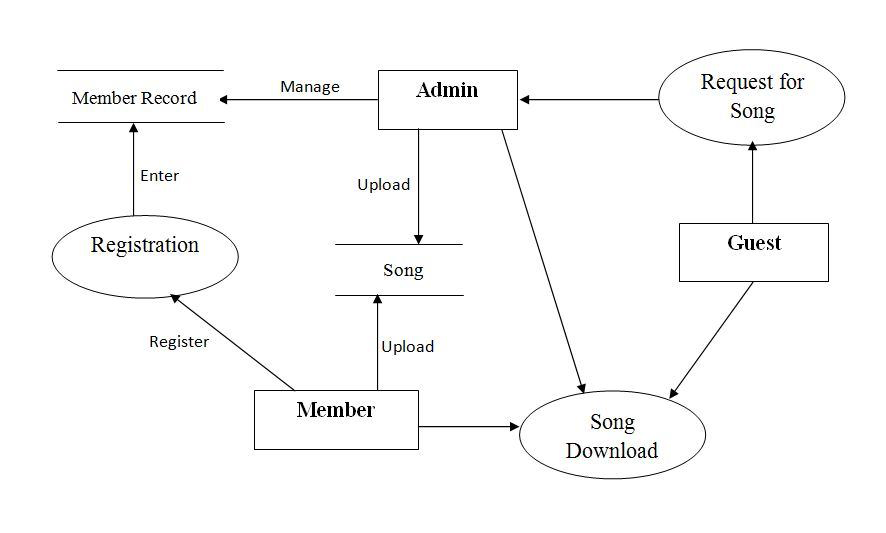 Manage
Admin
Request for
Song
Member Record
Enter
Upload
Registration
Guest
Song
Register
Upload
Member
Song
Download